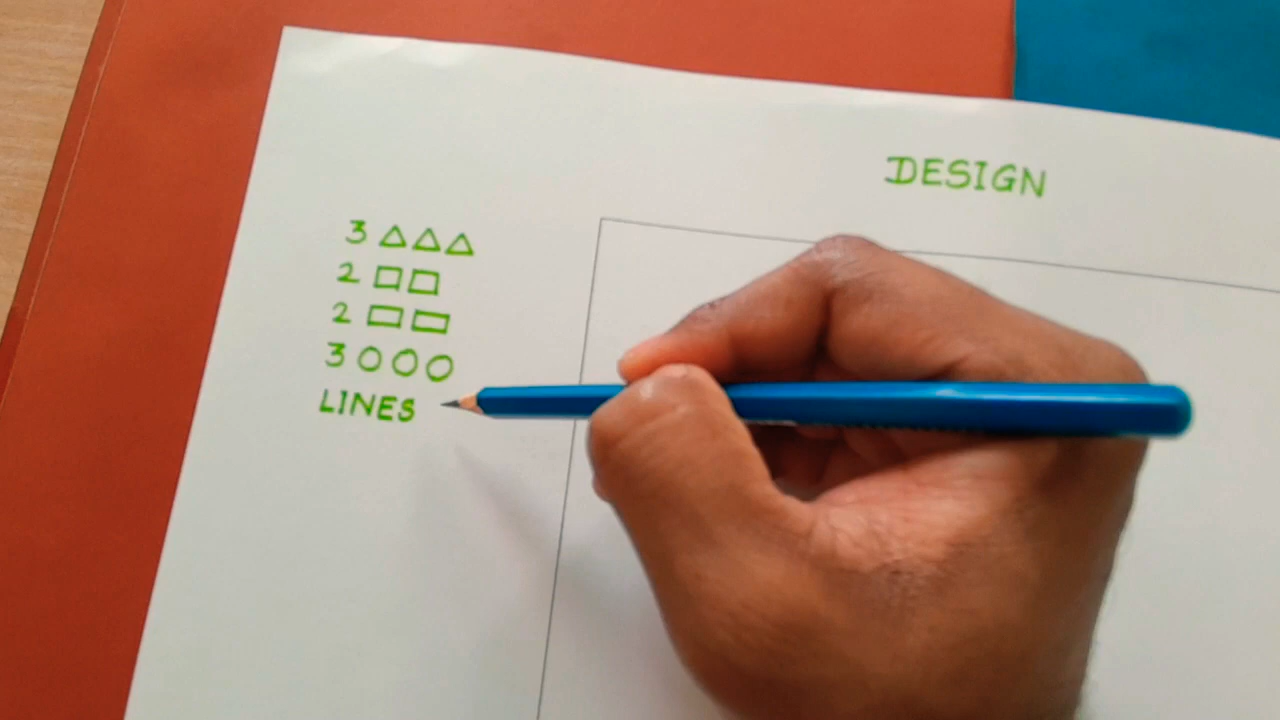 DESIGN
3 △△△
2 □□
2 ▭▭
3 ○○○
LINES